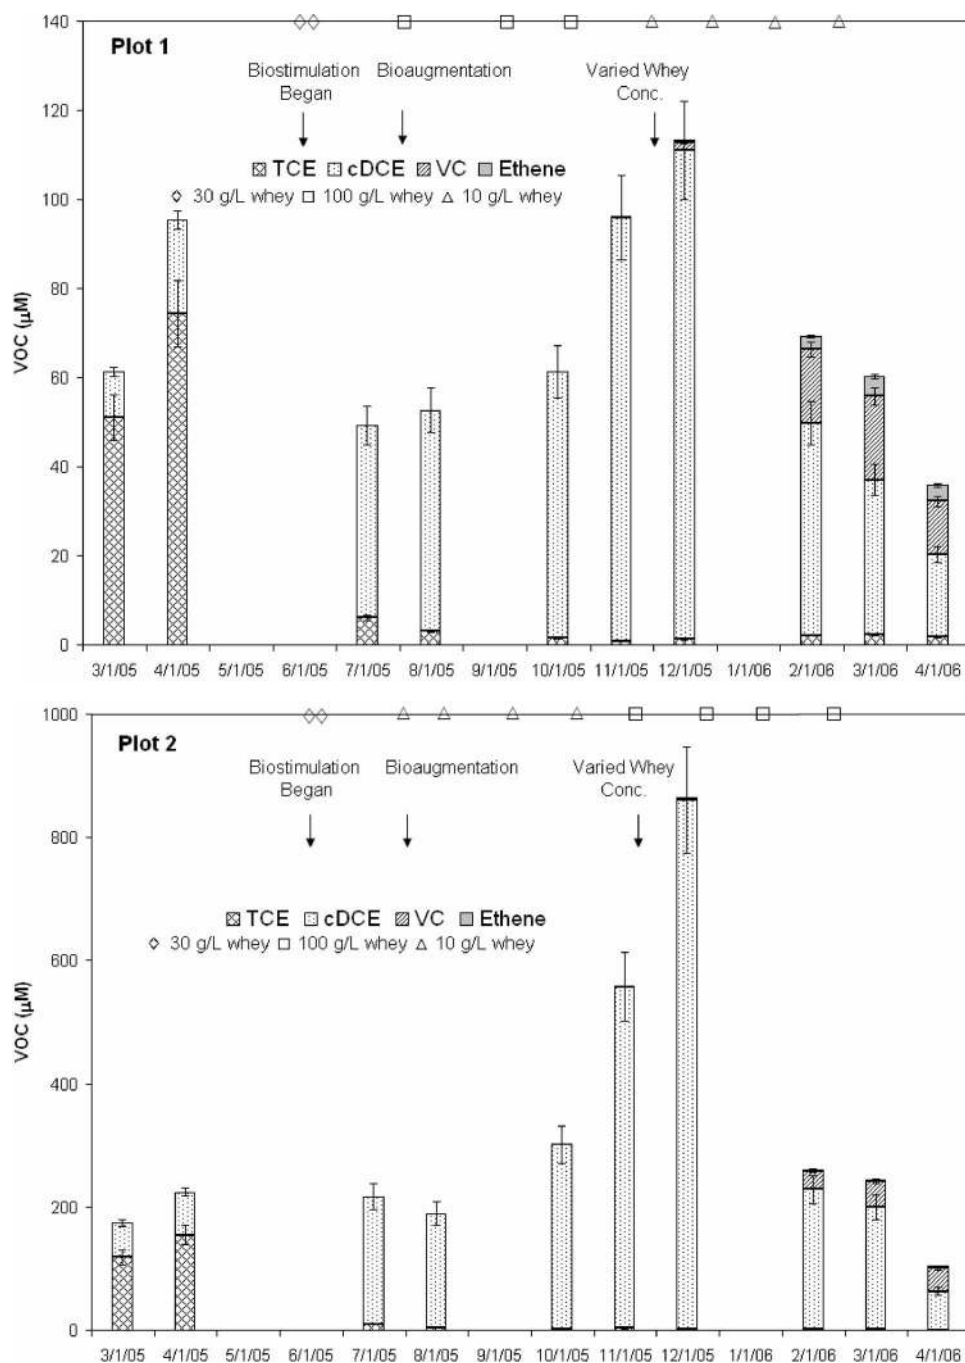 140
Plot 1
Biostimulation
Began
Bioaugmentation
Varied Whey
Conc.
120
TCE cDCE VC Ethene
30 g/L whey 100 g/L whey 10 g/L whey
100
80
VOC (µM)
60
40
20
0
3/1/05 4/1/05 5/1/05 6/1/05 7/1/05 8/1/05 9/1/05 10/1/05 11/1/05 12/1/05 1/1/06 2/1/06 3/1/06 4/1/06
1000
Plot 2
Biostimulation
Began
Bioaugmentation
Varied Whey
Conc.
800
TCE cDCE VC Ethene
30 g/L whey 100 g/L whey 10 g/L whey
600
VOC (µM)
400
200
0
3/1/05 4/1/05 5/1/05 6/1/05 7/1/05 8/1/05 9/1/05 10/1/05 11/1/05 12/1/05 1/1/06 2/1/06 3/1/06 4/1/06